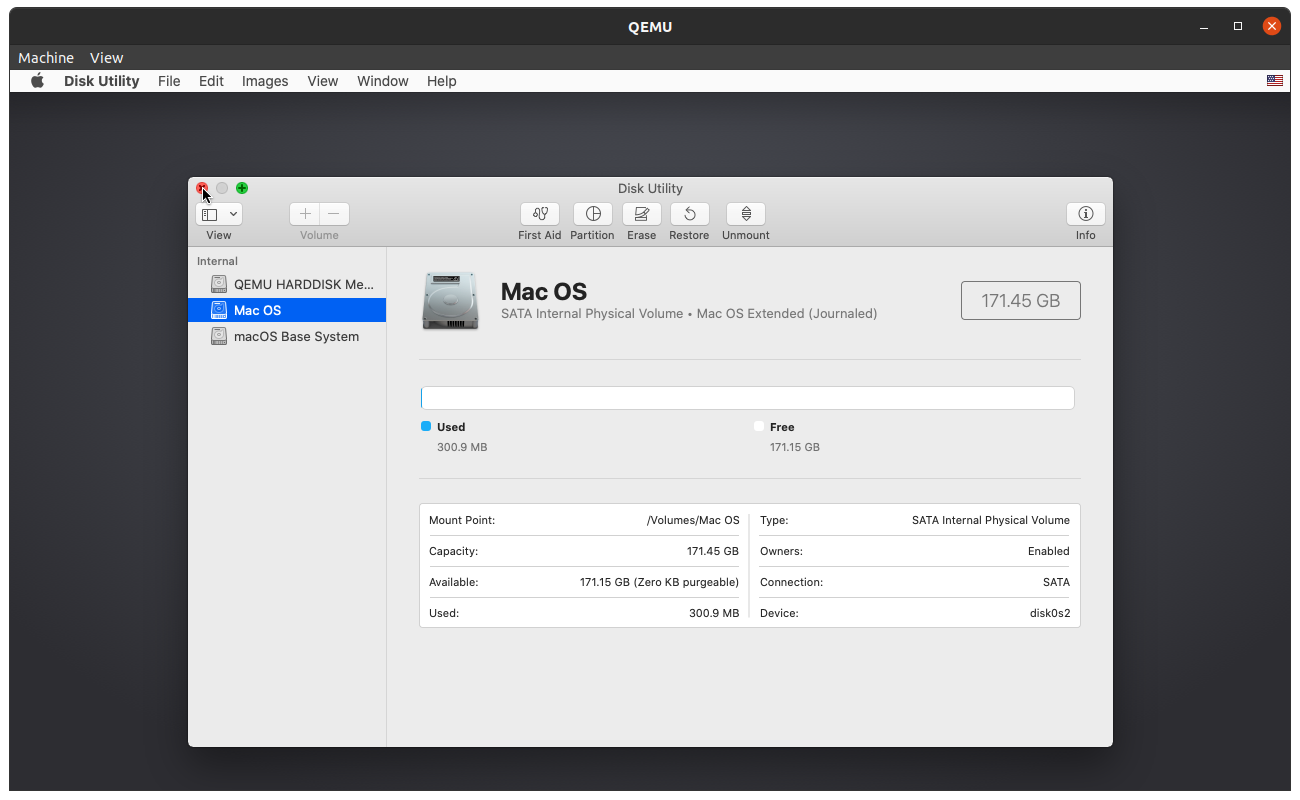 QEMU
Machine View
Disk Utility File Edit Images View Window Help
Disk Utility
View Volume First Aid Partition Erase Restore Unmount Info
Internal
QEMU HARDDISK Me...
Mac OS
macOS Base System
Mac OS
SATA Internal Physical Volume • Mac OS Extended (Journaled)
171.45 GB
Used Free
300.9 MB 171.15 GB
Mount Point: /Volumes/Mac OS Type: SATA Internal Physical Volume
Capacity: 171.45 GB Owners: Enabled
Available: 171.15 GB (Zero KB purgeable) Connection: SATA
Used: 300.9 MB Device: disk0s2